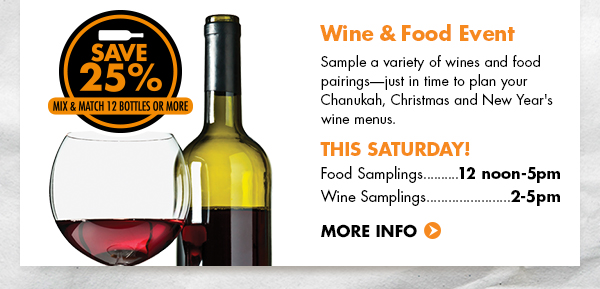 SAVE
25%
MIX & MATCH 12 BOTTLES OR MORE
Wine & Food Event
Sample a variety of wines and food
pairings—just in time to plan your
Chanukah, Christmas and New Year's
wine menus.
THIS SATURDAY!
Food Samplings..........12 noon-5pm
Wine Samplings.......................2-5pm
MORE INFO